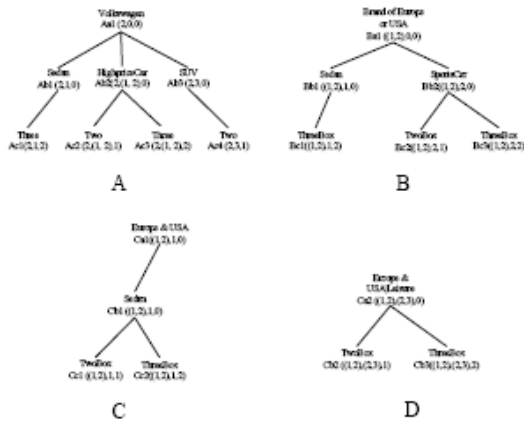 Volkswagen
Aa1 (2,0,0)
Sedan
Ab1 (2,1,0)
HighpriceCar
Ab2(2,(1, 2),0)
SUV
Ab3 (2,3,0)
Three
Ac1(2,1,2)
Two
Ac2 (2,(1, 2),1)
Three
Ac3 (2,(1, 2),2)
Two
Ac4 (2,3,1)
A
Brand of Europe
or USA
Ba1 ((1,2),0,0)
Sedan
Bb1 ((1,2),1,0)
SportsCar
Bb2((1,2),2,0)
ThreeBox
Bc1((1,2),1,2)
TwoBox
Bc2((1,2),2,1)
ThreeBox
Bc3((1,2),2,2)
B
Europe & USA
Ca1((1,2),1,0)
Sedan
Cb1 ((1,2),1,0)
TwoBox
Cc1 ((1,2),1,1)
ThreeBox
Cc2((1,2),1,2)
C
Europe &
USA|Leisure
Ca2 ((1,2),(2,3),0)
TwoBox
Cb2 ((1,2),(2,3),1)
ThreeBox
Cb3((1,2),(2,3),2)
D